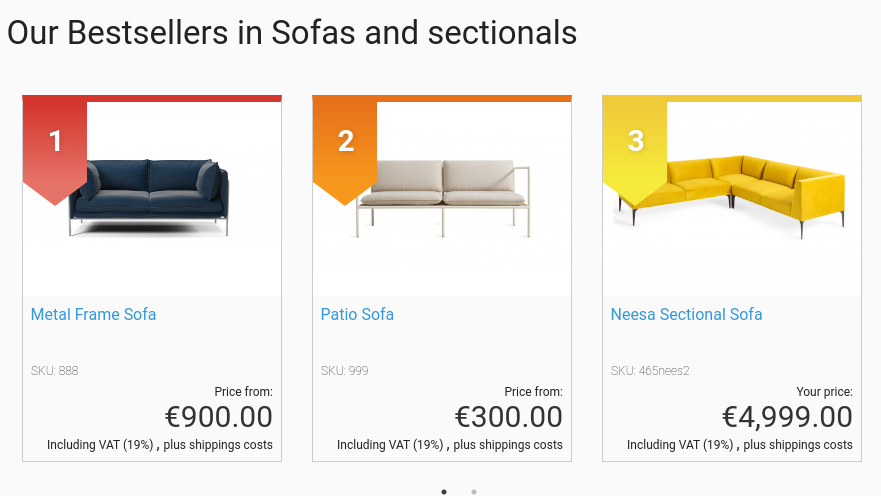 Our Bestsellers in Sofas and sectionals
1
Metal Frame Sofa
SKU: 888
Price from:
€900.00
Including VAT (19%) , plus shippings costs
2
Patio Sofa
SKU: 999
Price from:
€300.00
Including VAT (19%) , plus shippings costs
3
Neesa Sectional Sofa
SKU: 465nees2
Your price:
€4,999.00
Including VAT (19%) , plus shippings costs